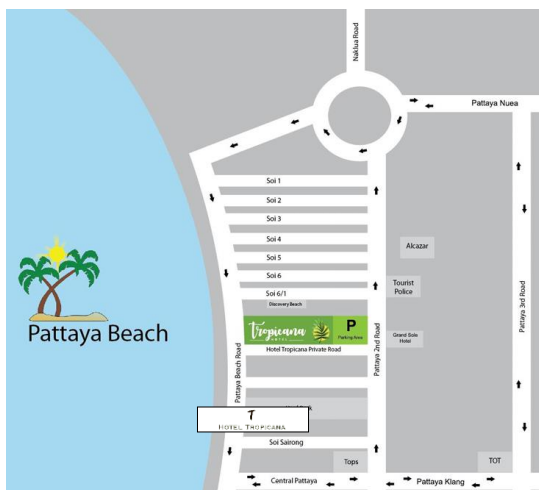 Naklua Road
Pattaya Nuea
Soi 1
Soi 2
Soi 3
Soi 4
Alcazar
Soi 5
Soi 6
Tourist
Police
Soi 6/1
Discovery Beach
Pattaya Beach
tropicana
HOTEL
P
Parking Area
Grand Sole
Hotel
Hotel Tropicana Private Road
Pattaya Beach Road
Pattaya 2nd Road
Pattaya 3rd Road
T
HOTEL TROPICANA
Soi Sairong
Tops
TOT
Central Pattaya
Pattaya Klang